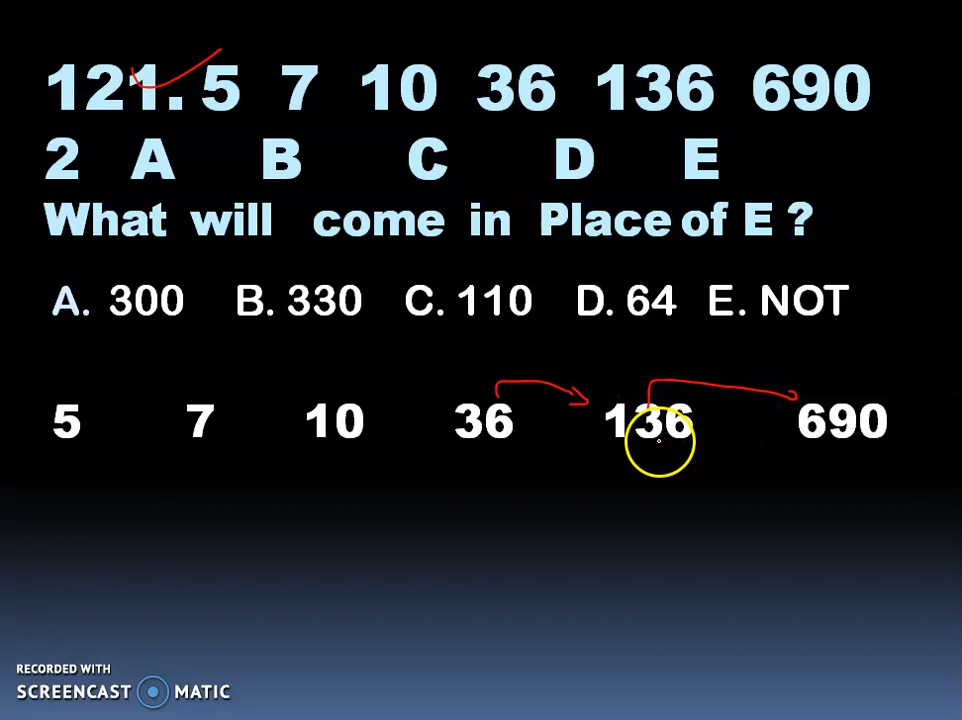 121. 5 7 10 36 136 690
2 A B C D E
What will come in Place of E ?
A. 300 B. 330 C. 110 D. 64 E. NOT
5 7 10 36 136 690
RECORDED WITH
SCREENCAST MATIC